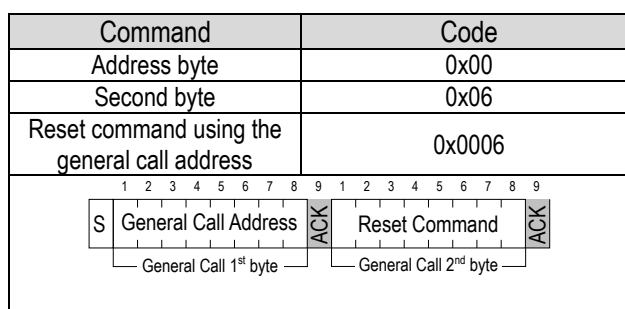 Command Code
Address byte 0x00
Second byte 0x06
Reset command using the
general call address 0x0006
1 2 3 4 5 6 7 8 9 1 2 3 4 5 6 7 8 9
S General Call Address ACK Reset Command ACK
General Call 1st byte General Call 2nd byte